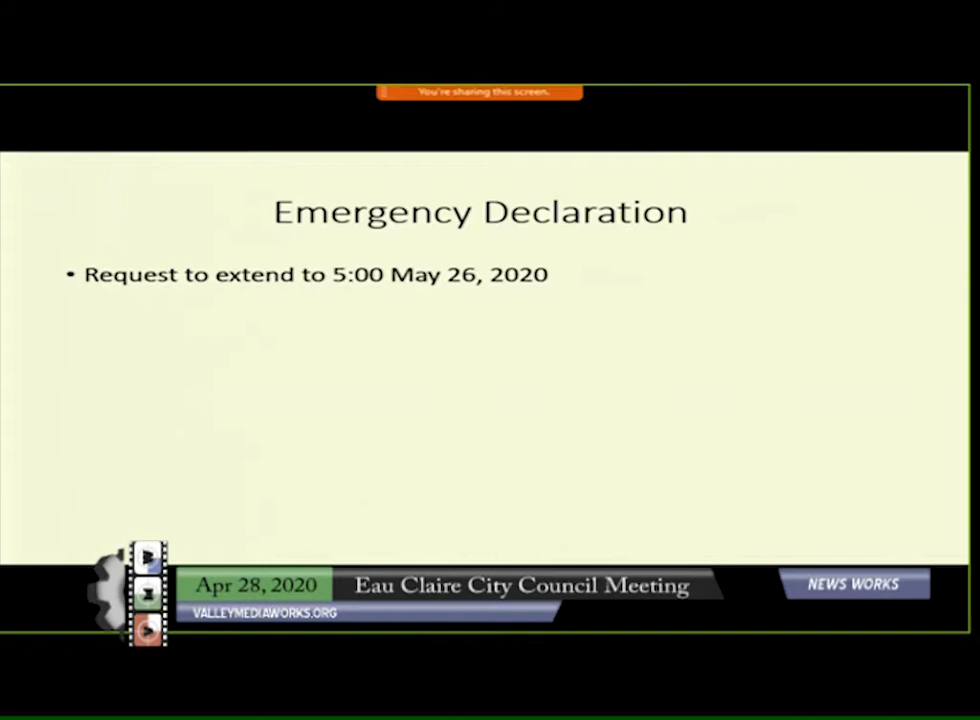 You're sharing this screen.
Emergency Declaration
• Request to extend to 5:00 May 26, 2020
Apr 28, 2020
Eau Claire City Council Meeting
NEWS WORKS
VALLEYMEDIAWORKS.ORG